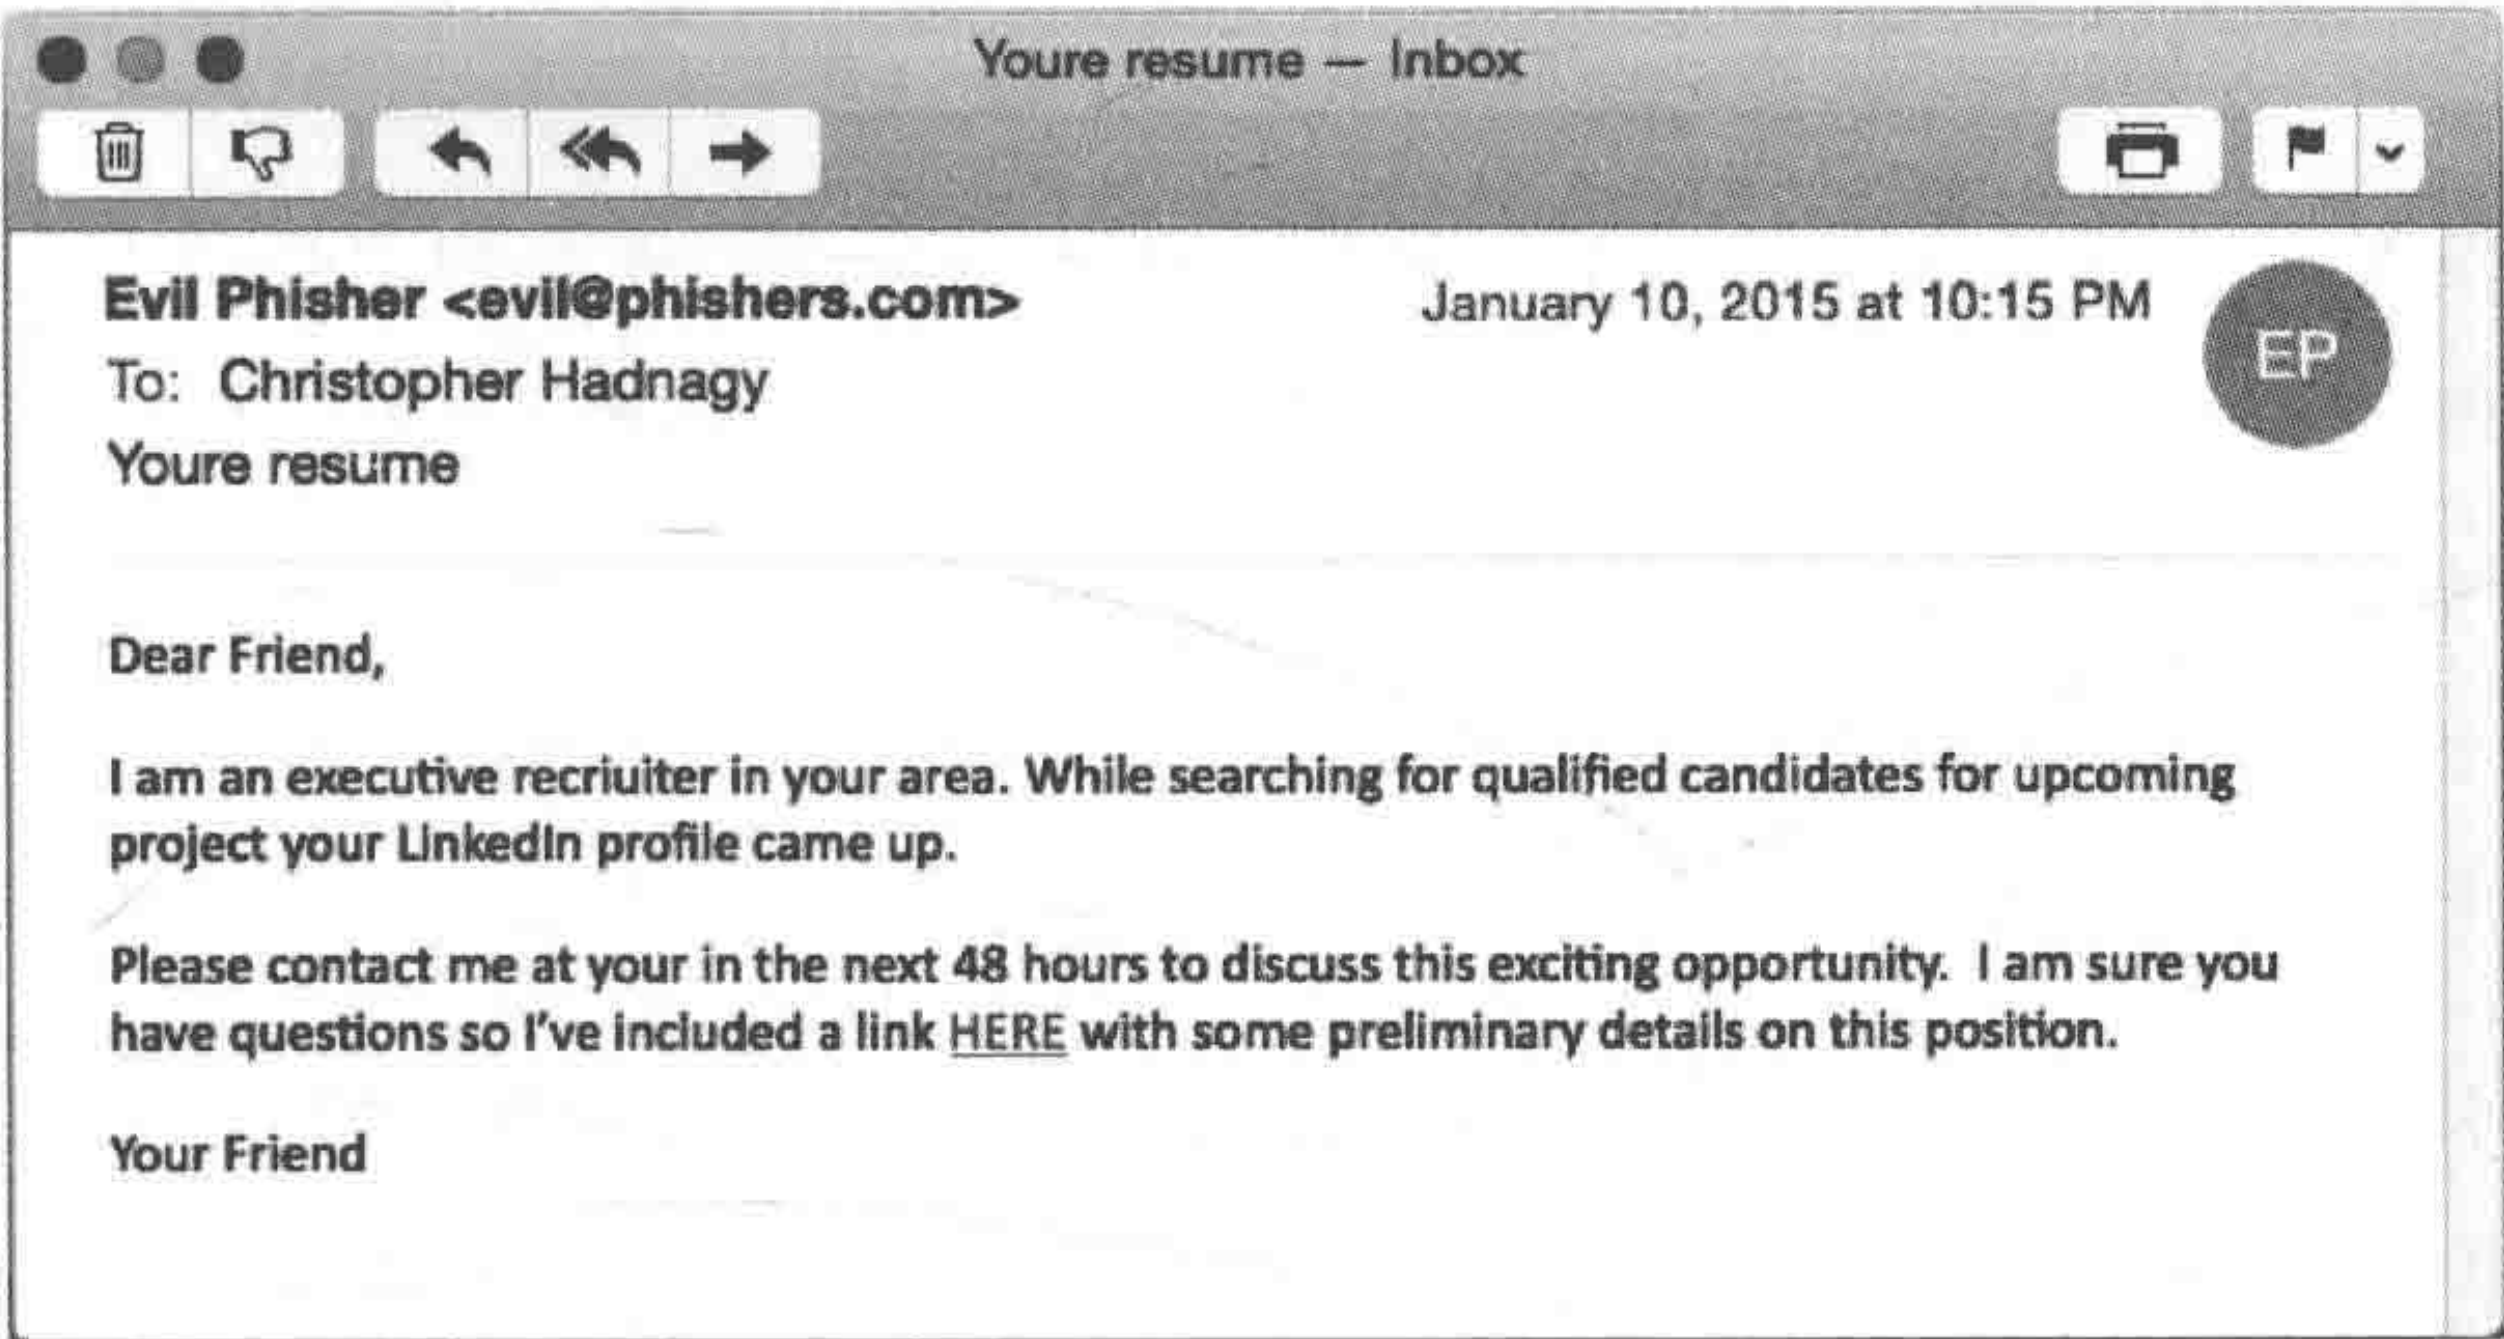 Youre resume — Inbox
Evil Phisher <evil@phishers.com>
January 10, 2015 at 10:15 PM
EP
To: Christopher Hadnagy
Youre resume
Dear Friend,
I am an executive recriuiter in your area. While searching for qualified candidates for upcoming
project your LinkedIn profile came up.
Please contact me at your in the next 48 hours to discuss this exciting opportunity.  I am sure you
have questions so I've included a link HERE with some preliminary details on this position.
Your Friend